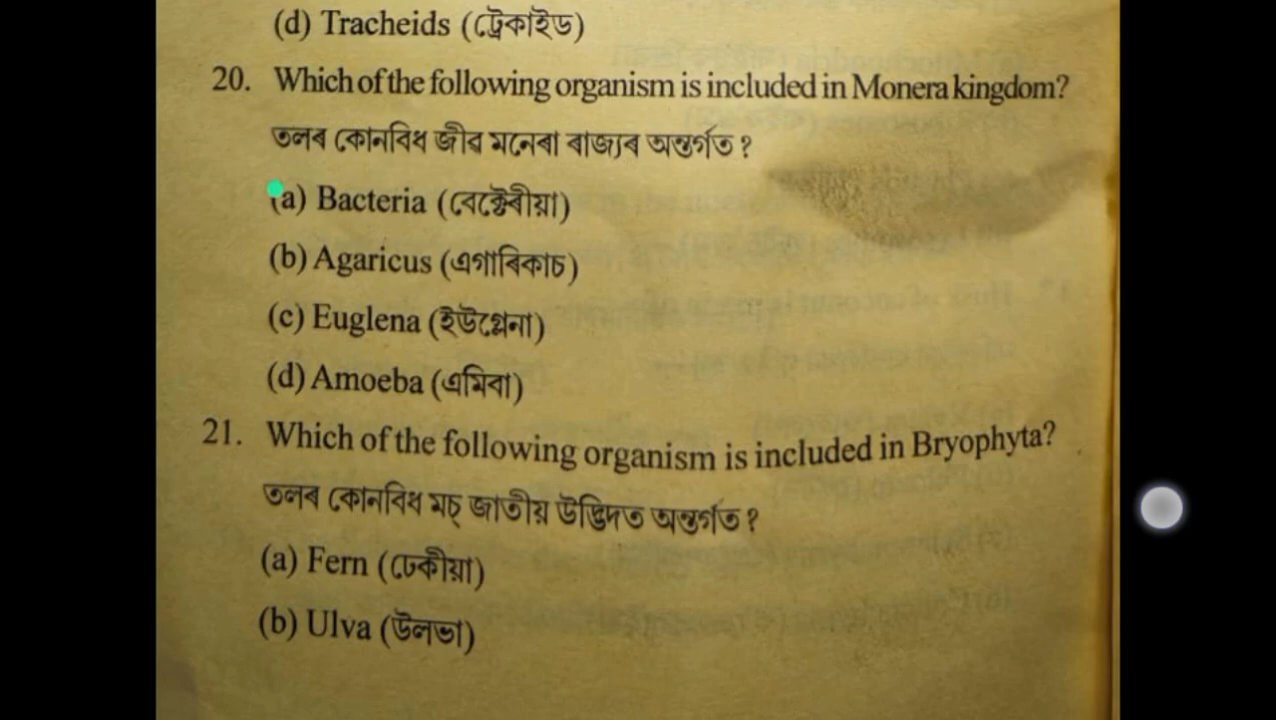 (d) Tracheids (ট্ৰেকাইড)
20. Which of the following organism is included in Monera kingdom?
তলৰ কোনবিধ জীৱ মনেৰা ৰাজ্যৰ অন্তৰ্গত ?
(a) Bacteria (বেক্টেৰীয়া)
(b) Agaricus (এগাৰিকাচ)
(c) Euglena (ইউগ্লেনা)
(d) Amoeba (এমিবা)
21. Which of the following organism is included in Bryophyta?
তলৰ কোনবিধ মচ্ জাতীয় উদ্ভিদত অন্তৰ্গত ?
(a) Fern (ঢেকীয়া)
(b) Ulva (উলভা)